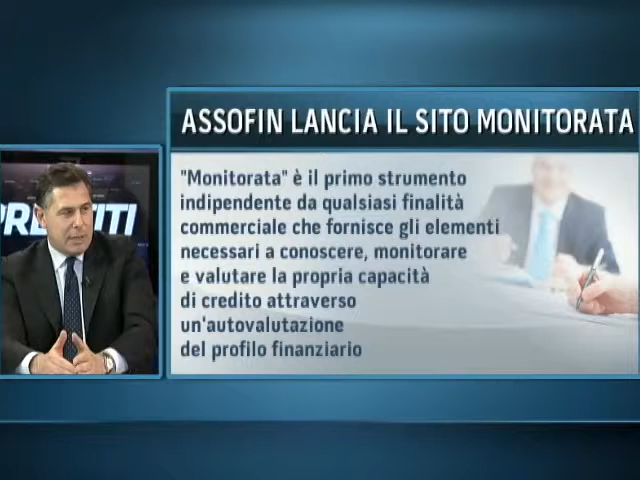 ASSOFIN LANCIA IL SITO MONITORATA
"Monitorata" è il primo strumento
indipendente da qualsiasi finalità
commerciale che fornisce gli elementi
necessari a conoscere, monitorare
e valutare la propria capacità
di credito attraverso
un'autovalutazione
del profilo finanziario